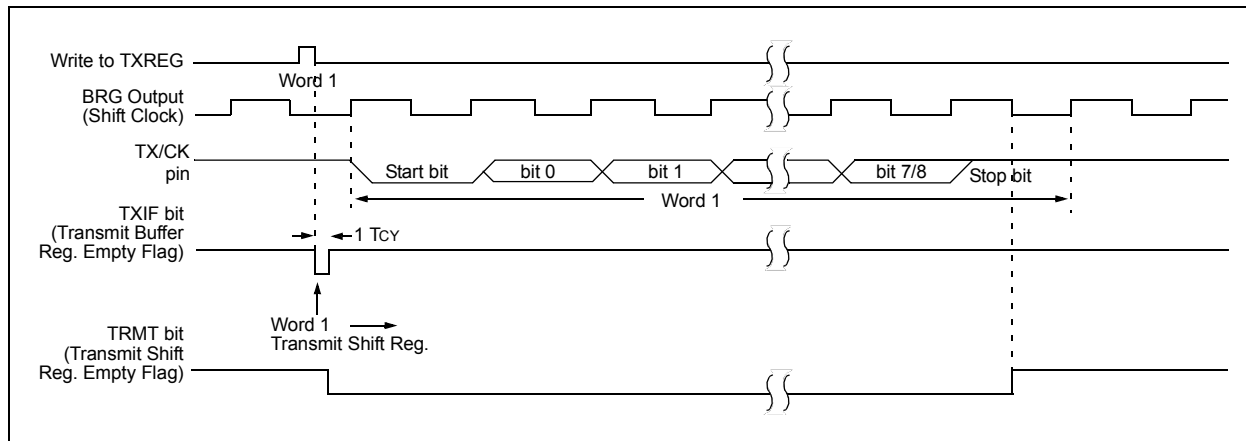 Write to TXREG
Word 1
BRG Output
(Shift Clock)
TX/CK
pin
Start bit
bit 0
bit 1
bit 7/8
Stop bit
Word 1
TXIF bit
(Transmit Buffer
Reg. Empty Flag)
1 TCY
Word 1
Transmit Shift Reg.
TRMT bit
(Transmit Shift
Reg. Empty Flag)